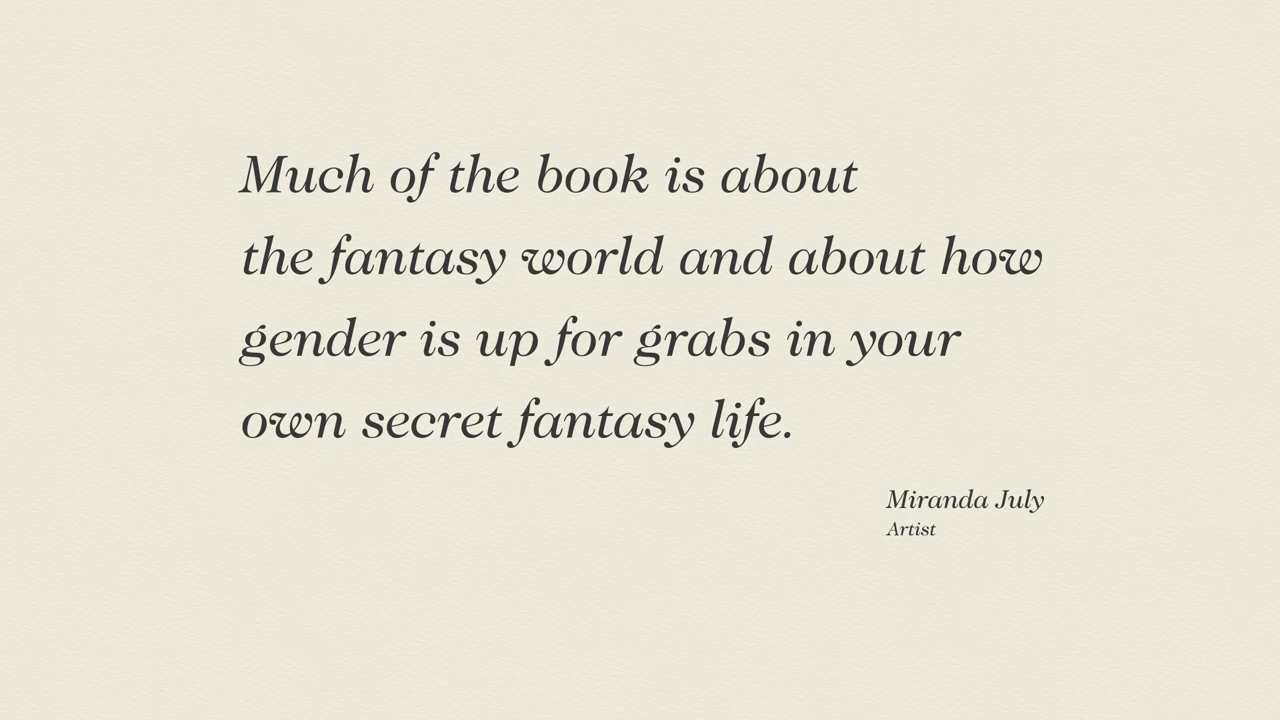 Much of the book is about
the fantasy world and about how
gender is up for grabs in your
own secret fantasy life.
Miranda July
Artist